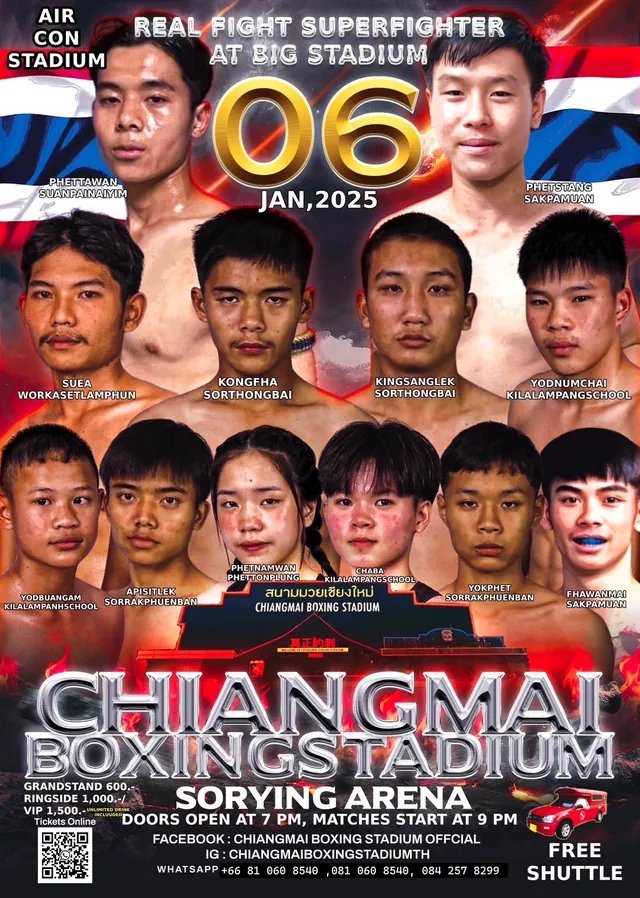 AIR
CON
STADIUM
REAL FIGHT SUPERFIGHTER
AT BIG STADIUM
06
JAN,2025
PHETTAWAN
SUANPAINAIYIM
PHETSTANG
SAKPAMUAN
SUEA
WORKASETLAMPHUN
KONGFHA
SORTHONGBAI
KINGSANGLEK
SORTHONGBAI
YODNUMCHAI
KILALAMPANGSCHOOL
YODBUANGAM
KILALAMPANHSCHOOL
APISITLEK
SORRAKPHUENBAN
PHETNAMWAN
PHETTONPLUNG
CHABA
KILALAMPANGSCHOOL
YOKPHET
SORRAKPHUENBAN
FHAWANMAI
SAKPAMUAN
สนามมวยเชียงใหม่
CHIANGMAI BOXING STADIUM
CHIANGMAI
BOXINGSTADIUM
GRANDSTAND 600.-
RINGSIDE 1,000.-/
VIP 1,500.- UNLIMITED DRINK
INCLUUDED
Tickets Online
SORYING ARENA
DOORS OPEN AT 7 PM, MATCHES START AT 9 PM
FACEBOOK : CHIANGMAI BOXING STADIUM OFFCIAL
IG : CHIANGMAIBOXINGSTADIUMTH
WHATSAPP +66 81 060 8540 ,081 060 8540, 084 257 8299
FREE
SHUTTLE